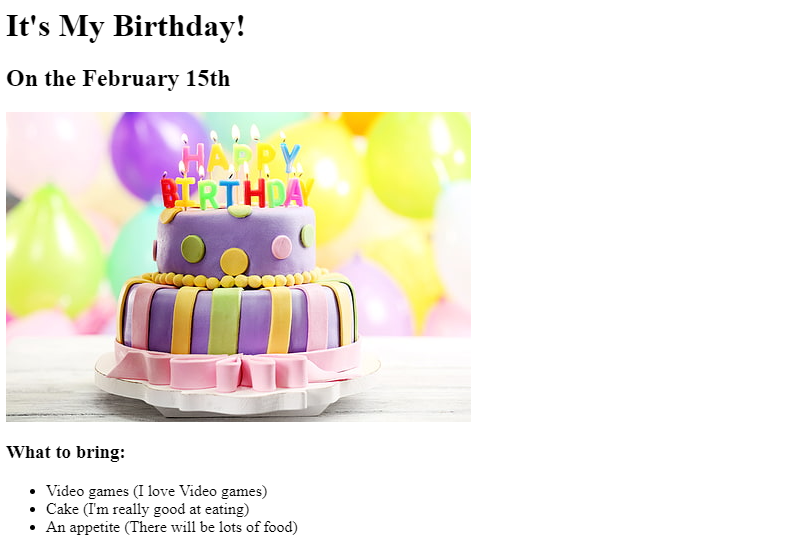 It's My Birthday!
On the February 15th
HAPPY
BIRTHDAY
What to bring:
Video games (I love Video games)
Cake (I'm really good at eating)
An appetite (There will be lots of food)